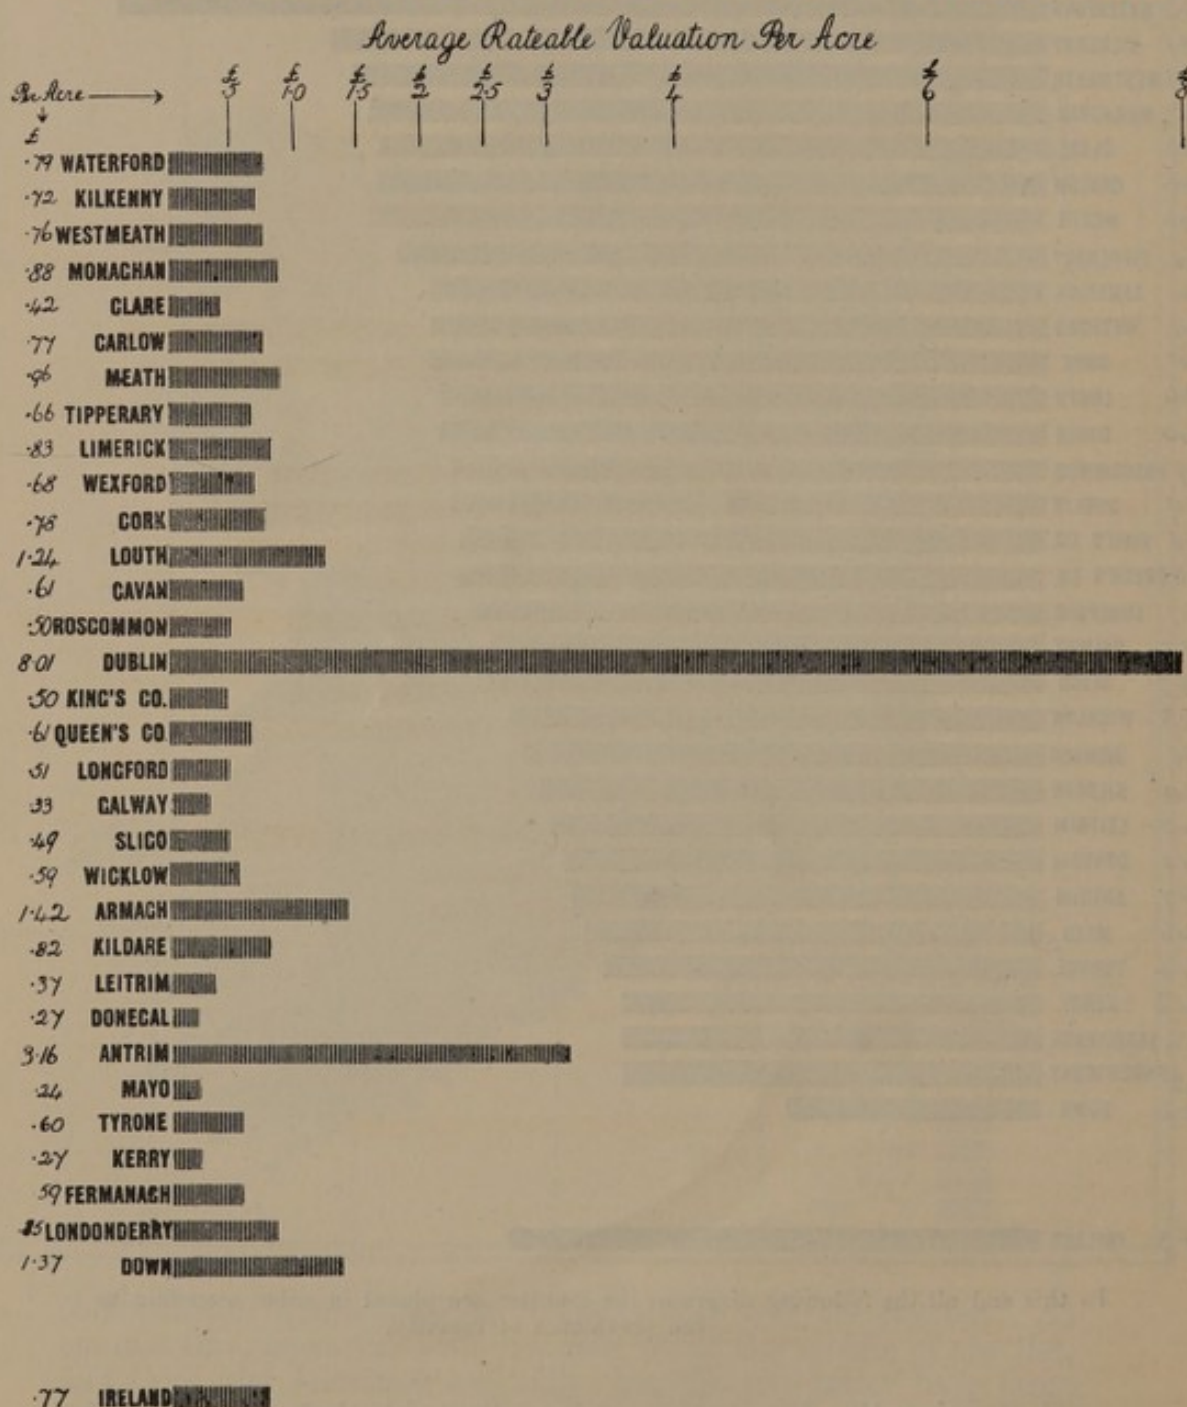 Average Rateable Valuation Per Acre
Per Acre → £ ·5 £ 1·0 £ 1·5 £ 2 £ 2·5 £ 3 £ 4 £ 6 £ 8
£
·79 WATERFORD
·72 KILKENNY
·76 WESTMEATH
·88 MONAGHAN
·42 CLARE
·77 CARLOW
·96 MEATH
·66 TIPPERARY
·83 LIMERICK
·68 WEXFORD
·78 CORK
1·24 LOUTH
·61 CAVAN
·50 ROSCOMMON
8·01 DUBLIN
·50 KING'S CO.
·61 QUEEN'S CO
·51 LONGFORD
·33 GALWAY
·49 SLIGO
·59 WICKLOW
1·42 ARMAGH
·82 KILDARE
·37 LEITRIM
·27 DONEGAL
3·16 ANTRIM
·24 MAYO
·60 TYRONE
·27 KERRY
59 FERMANAGH
·85 LONDONDERRY
1·37 DOWN
·77 IRELAND